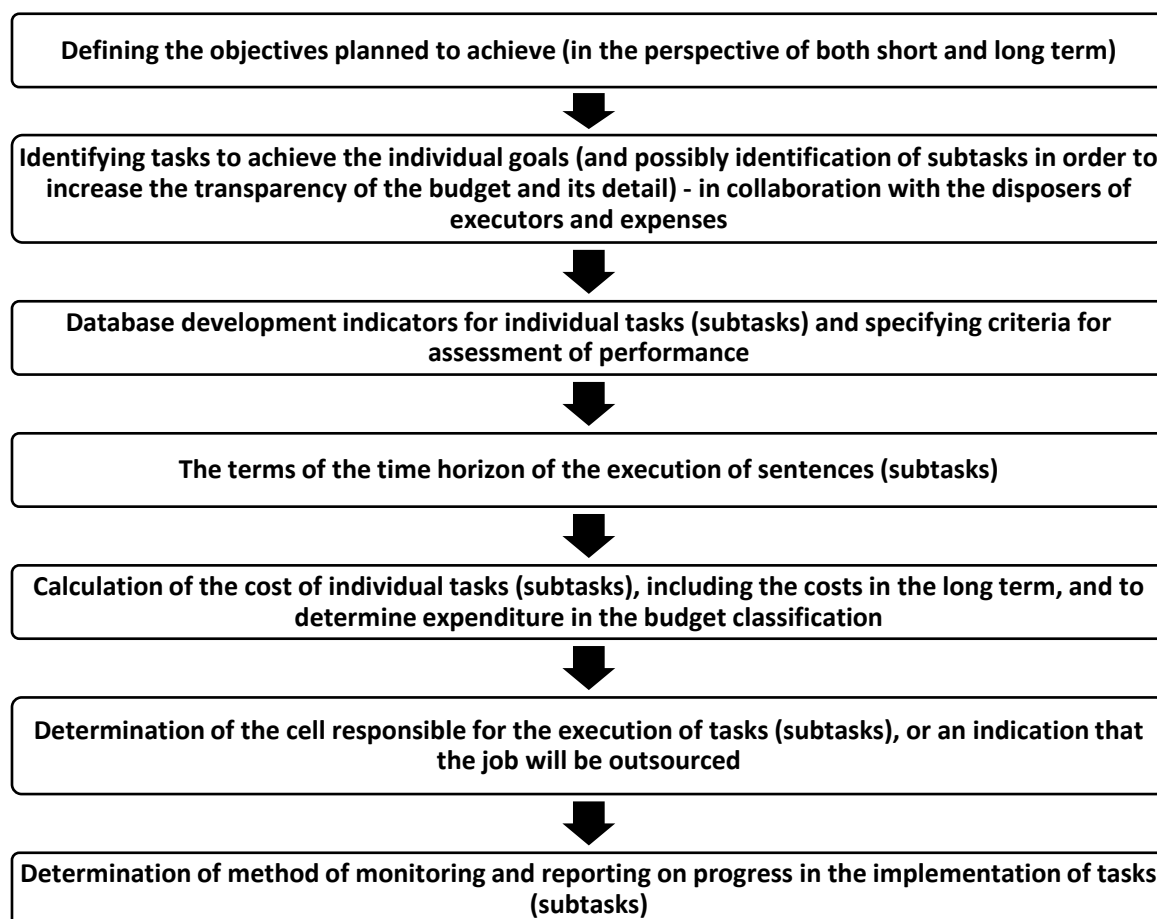 Defining the objectives planned to achieve (in the perspective of both short and long term)
Identifying tasks to achieve the individual goals (and possibly identification of subtasks in order to
increase the transparency of the budget and its detail) - in collaboration with the disposers of
executors and expenses
Database development indicators for individual tasks (subtasks) and specifying criteria for
assessment of performance
The terms of the time horizon of the execution of sentences (subtasks)
Calculation of the cost of individual tasks (subtasks), including the costs in the long term, and to
determine expenditure in the budget classification
Determination of the cell responsible for the execution of tasks (subtasks), or an indication that
the job will be outsourced
Determination of method of monitoring and reporting on progress in the implementation of tasks
(subtasks)